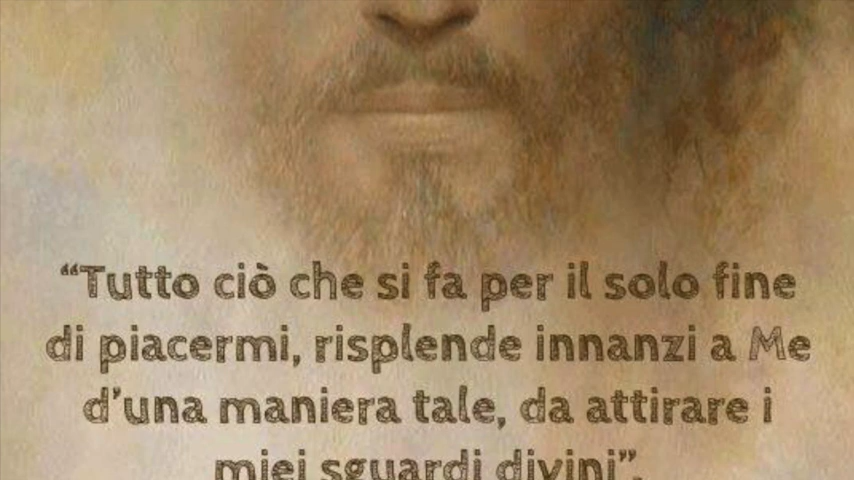 “Tutto ciò che si fa per il solo fine
di piacermi, risplende innanzi a Me
d’una maniera tale, da attirare i
miei sguardi divini”.